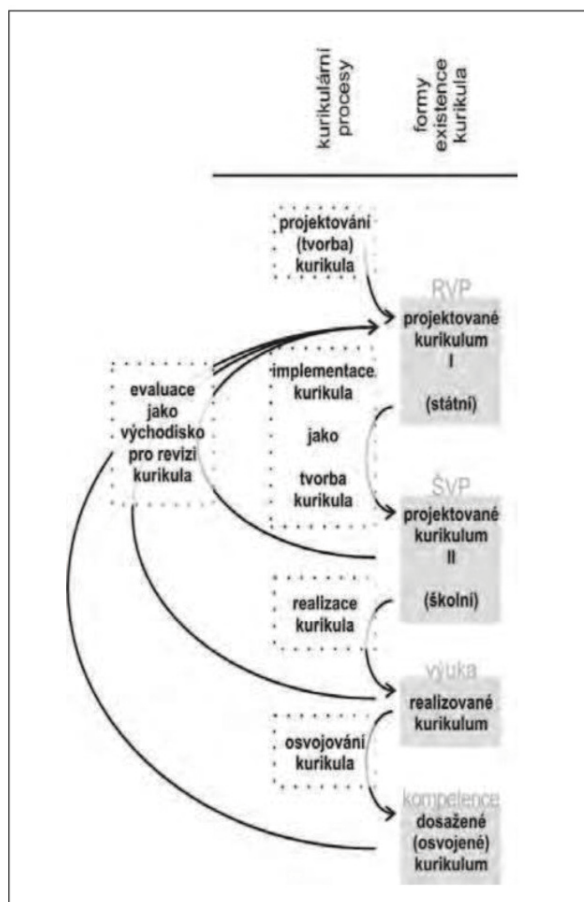 kurikulární
procesy
formy
existence
kurikula
projektování
(tvorba)
kurikula
RVP
projektované
kurikulum
I
(státní)
implementace
kurikula
jako
tvorba
kurikula
evaluace
jako
východisko
pro revizi
kurikula
ŠVP
projektované
kurikulum
II
(školní)
realizace
kurikula
výuka
realizované
kurikulum
osvojování
kurikula
kompetence
dosažené
(osvojené)
kurikulum